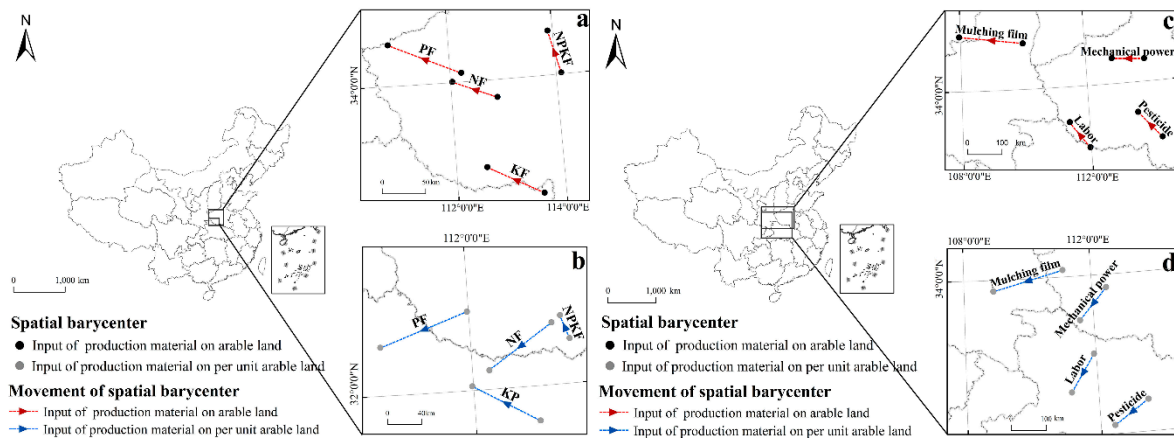 N
0 1,000 km
Spatial barycenter
Input of production material on arable land
Input of production material on per unit arable land
Movement of spatial barycenter
Input of production material on arable land
Input of production material on per unit arable land
a
PF
NF
NPKF
KF
34°0'0"N
0 50 km
112°0'0"E
114°0'0"E
112°0'0"E
b
PF
NF
NPKF
KP
32°0'0"N
0 40 km
N
0 1,000 km
Spatial barycenter
Input of production material on arable land
Input of production material on per unit arable land
Movement of spatial barycenter
Input of production material on arable land
Input of production material on per unit arable land
c
Mulching film
Mechanical power
Labor
Pesticide
34°0'0"N
0 100 km
108°0'0"E
112°0'0"E
108°0'0"E
112°0'0"E
d
Mulching film
Mechanical power
Labor
Pesticide
34°0'0"N
0 100 km